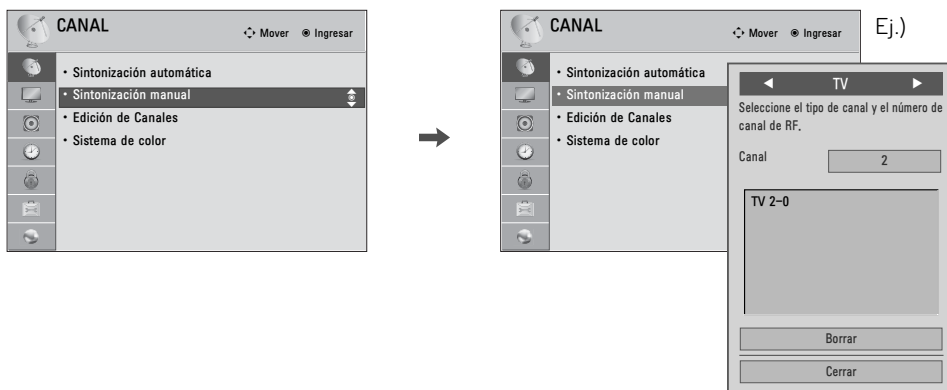 CANAL
Mover Ingresar
• Sintonización automática
• Sintonización manual
• Edición de Canales
• Sistema de color
CANAL
Mover Ingresar
Ej.)
• Sintonización automática
• Sintonización manual
• Edición de Canales
• Sistema de color
◀ TV ▶
Seleccione el tipo de canal y el número de
canal de RF.
Canal 2
TV 2-0
Borrar
Cerrar